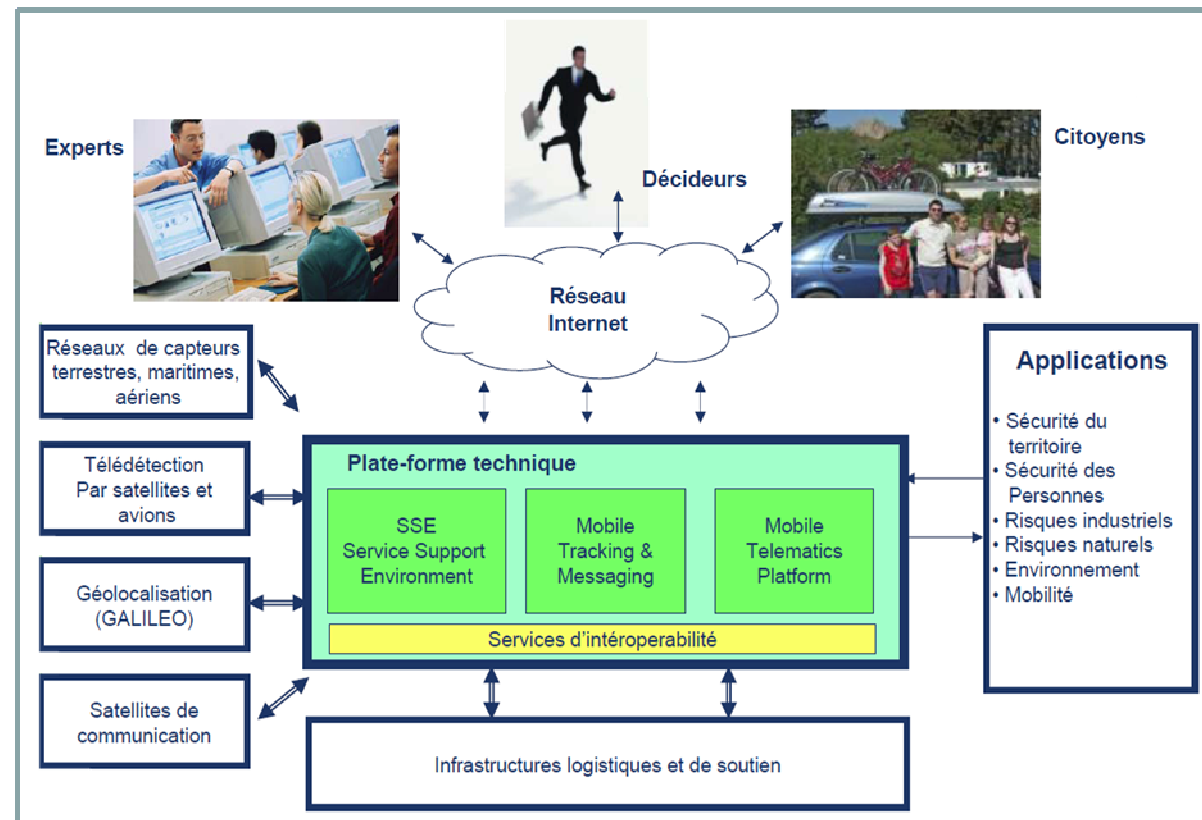 Experts
Décideurs
Citoyens
Réseau
Internet
Réseaux de capteurs
terrestres, maritimes,
aériens
Télédétection
Par satellites et
avions
Géolocalisation
(GALILEO)
Satellites de
communication
Plate-forme technique
SSE
Service Support
Environment
Mobile
Tracking &
Messaging
Mobile
Telematics
Platform
Services d'intéroperabilité
Infrastructures logistiques et de soutien
Applications
• Sécurité du
territoire
• Sécurité des
Personnes
• Risques industriels
• Risques naturels
• Environnement
• Mobilité